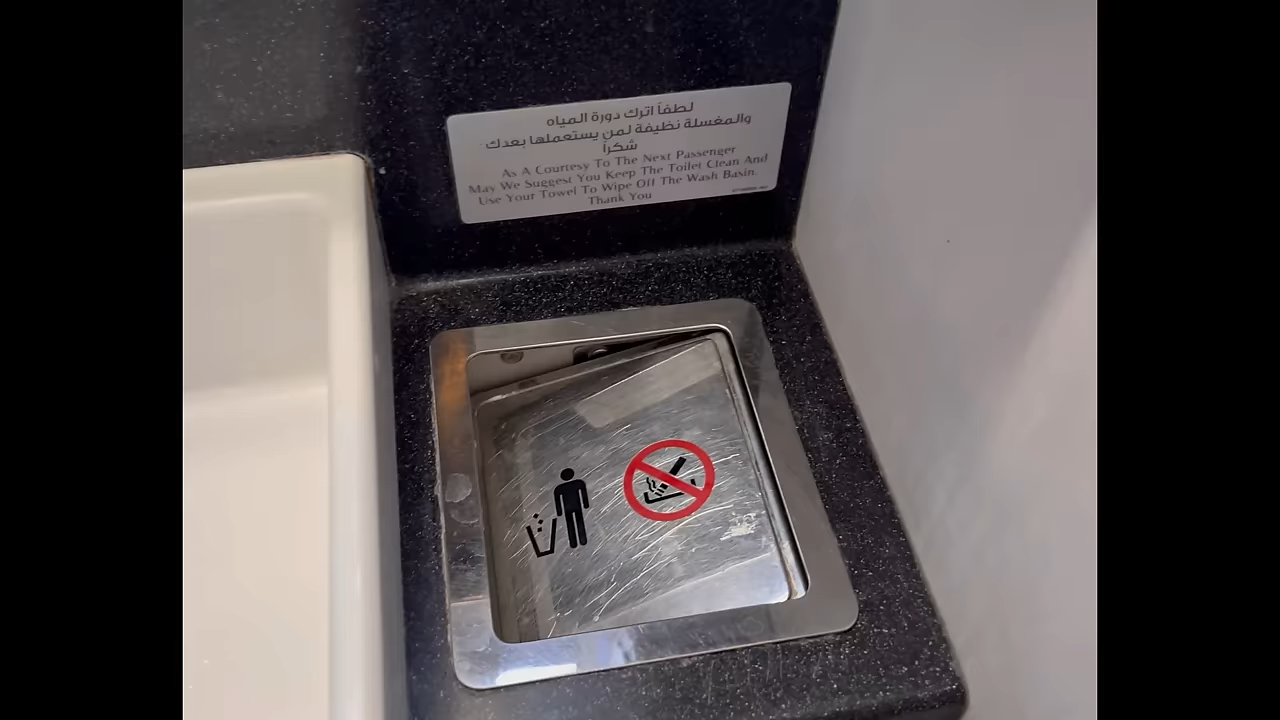 لطفاً اترك دورة المياه
والمغسلة نظيفة لمن يستعملها بعدك
شكراً
As A Courtesy To The Next Passenger
May We Suggest You Keep The Toilet Clean And
Use Your Towel To Wipe Off The Wash Basin.
Thank You